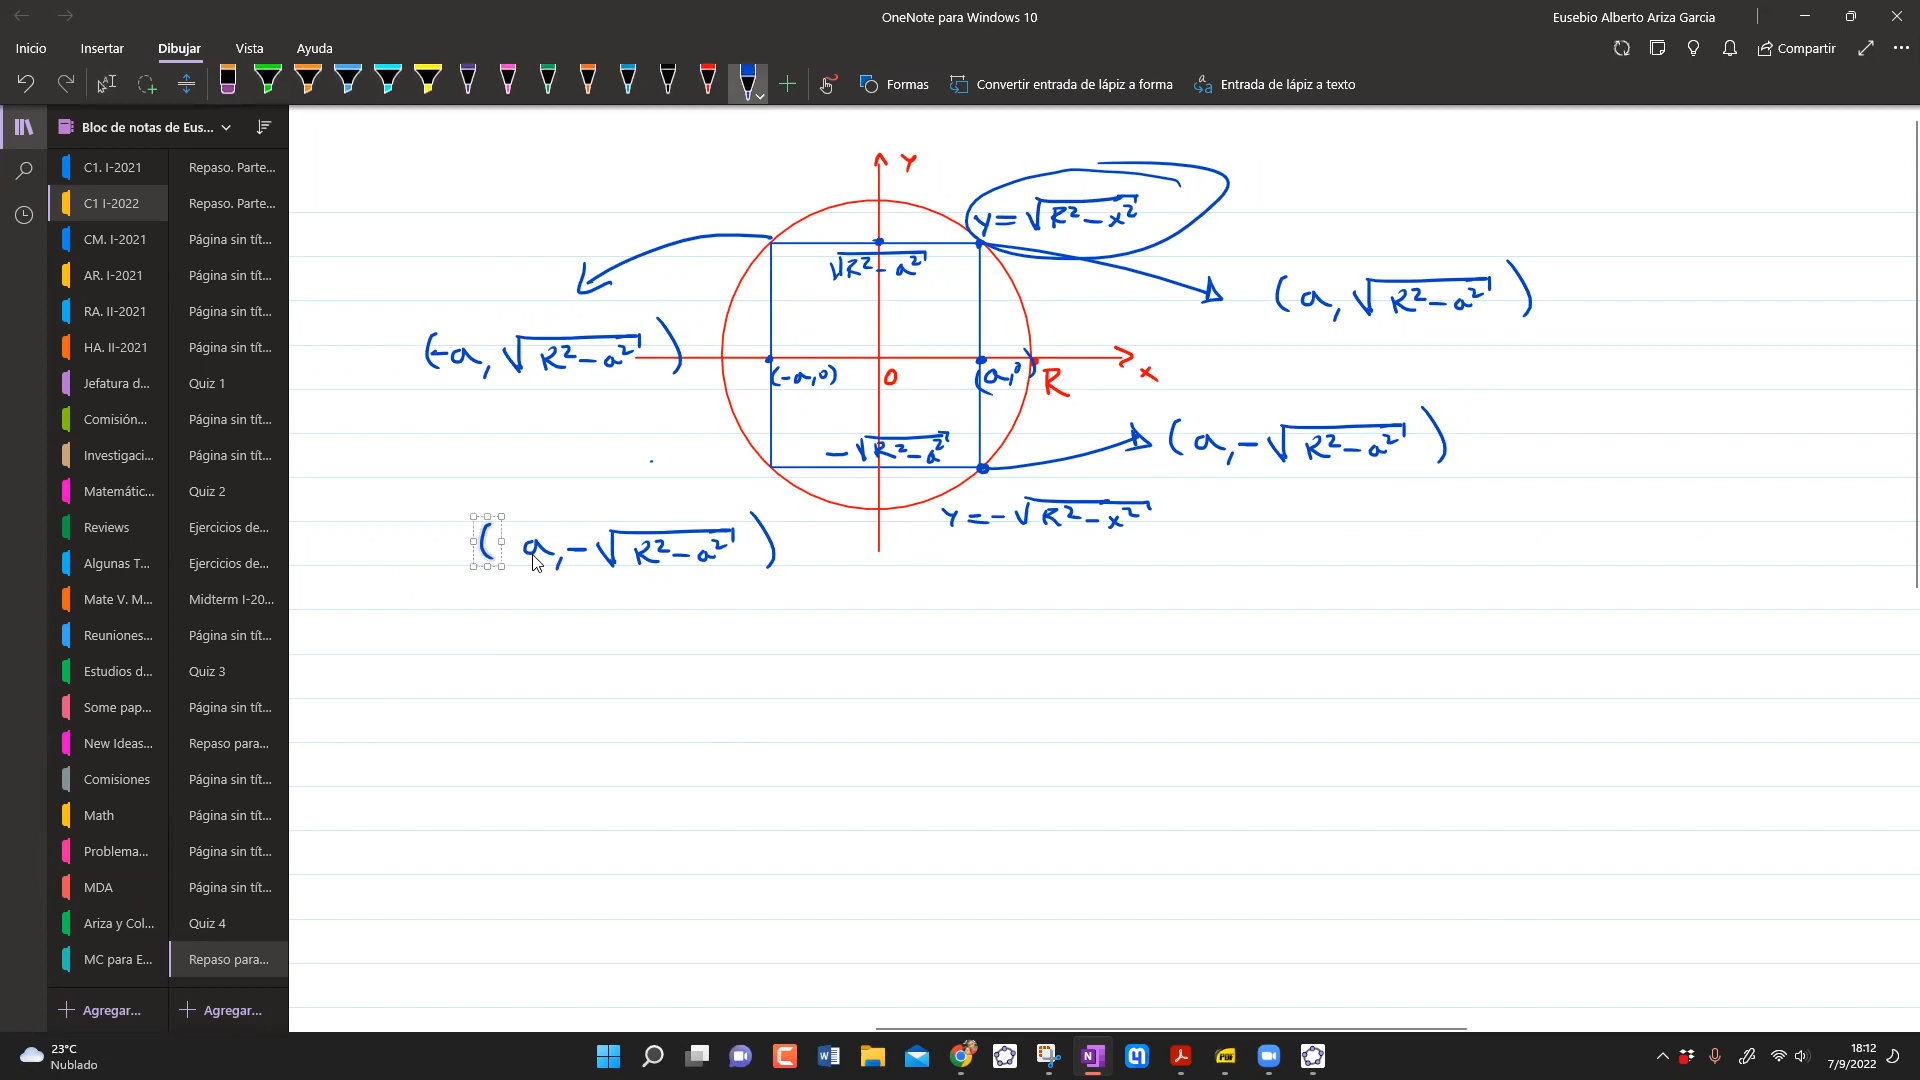 OneNote para Windows 10
Eusebio Alberto Ariza Garcia
Inicio
Insertar
Dibujar
Vista
Ayuda
Compartir
Formas
Convertir entrada de lápiz a forma
Entrada de lápiz a texto
Bloc de notas de Eus...
C1. I-2021
C1 I-2022
CM. I-2021
AR. I-2021
RA. II-2021
HA. II-2021
Jefatura d...
Comisión...
Investigaci...
Matemátic...
Reviews
Algunas T...
Mate V. M...
Reuniones...
Estudios d...
Some pap...
New Ideas...
Comisiones
Math
Problema...
MDA
Ariza y Col...
MC para E...
Agregar...
Repaso. Parte...
Repaso. Parte...
Página sin tít...
Página sin tít...
Página sin tít...
Página sin tít...
Quiz 1
Página sin tít...
Página sin tít...
Quiz 2
Ejercicios de...
Ejercicios de...
Midterm I-20...
Página sin tít...
Quiz 3
Página sin tít...
Repaso para...
Página sin tít...
Página sin tít...
Página sin tít...
Página sin tít...
Quiz 4
Repaso para...
Agregar...
Y
y = √(R² - x²)
√(R² - a²)
(a, √(R² - a²))
(-a, √(R² - a²))
(-a, 0)
0
(a, 0)
R
x
-√(R² - a²)
(a, -√(R² - a²))
y = -√(R² - x²)
( a, -√(R² - a²))
23°C
Nublado
18:12
7/9/2022